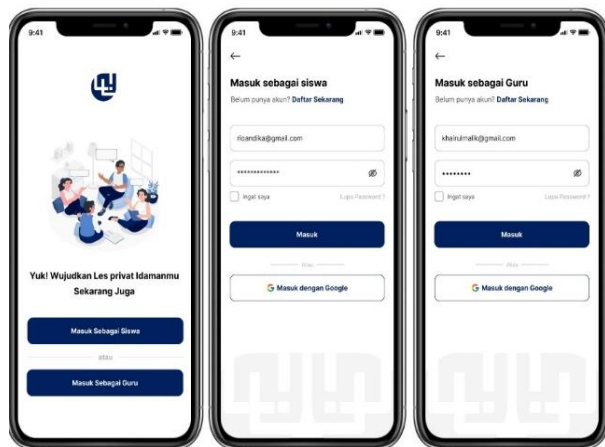 9:41
Yuk! Wujudkan Les privat Idamanmu
Sekarang Juga
Masuk Sebagai Siswa
atau
Masuk Sebagai Guru
9:41
Masuk sebagai siswa
Belum punya akun? Daftar Sekarang
rioandika@gmail.com
Ingat saya
Lupa Password ?
Masuk
Atau
Masuk dengan Google
9:41
Masuk sebagai Guru
Belum punya akun? Daftar Sekarang
khairulmalik@gmail.com
Ingat saya
Lupa Password ?
Masuk
Atau
Masuk dengan Google